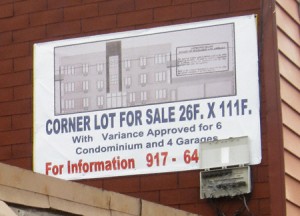 CORNER LOT FOR SALE 26F. X 111F.
With Variance Approved for 6
Condominium and 4 Garages
For Information 917 - 64